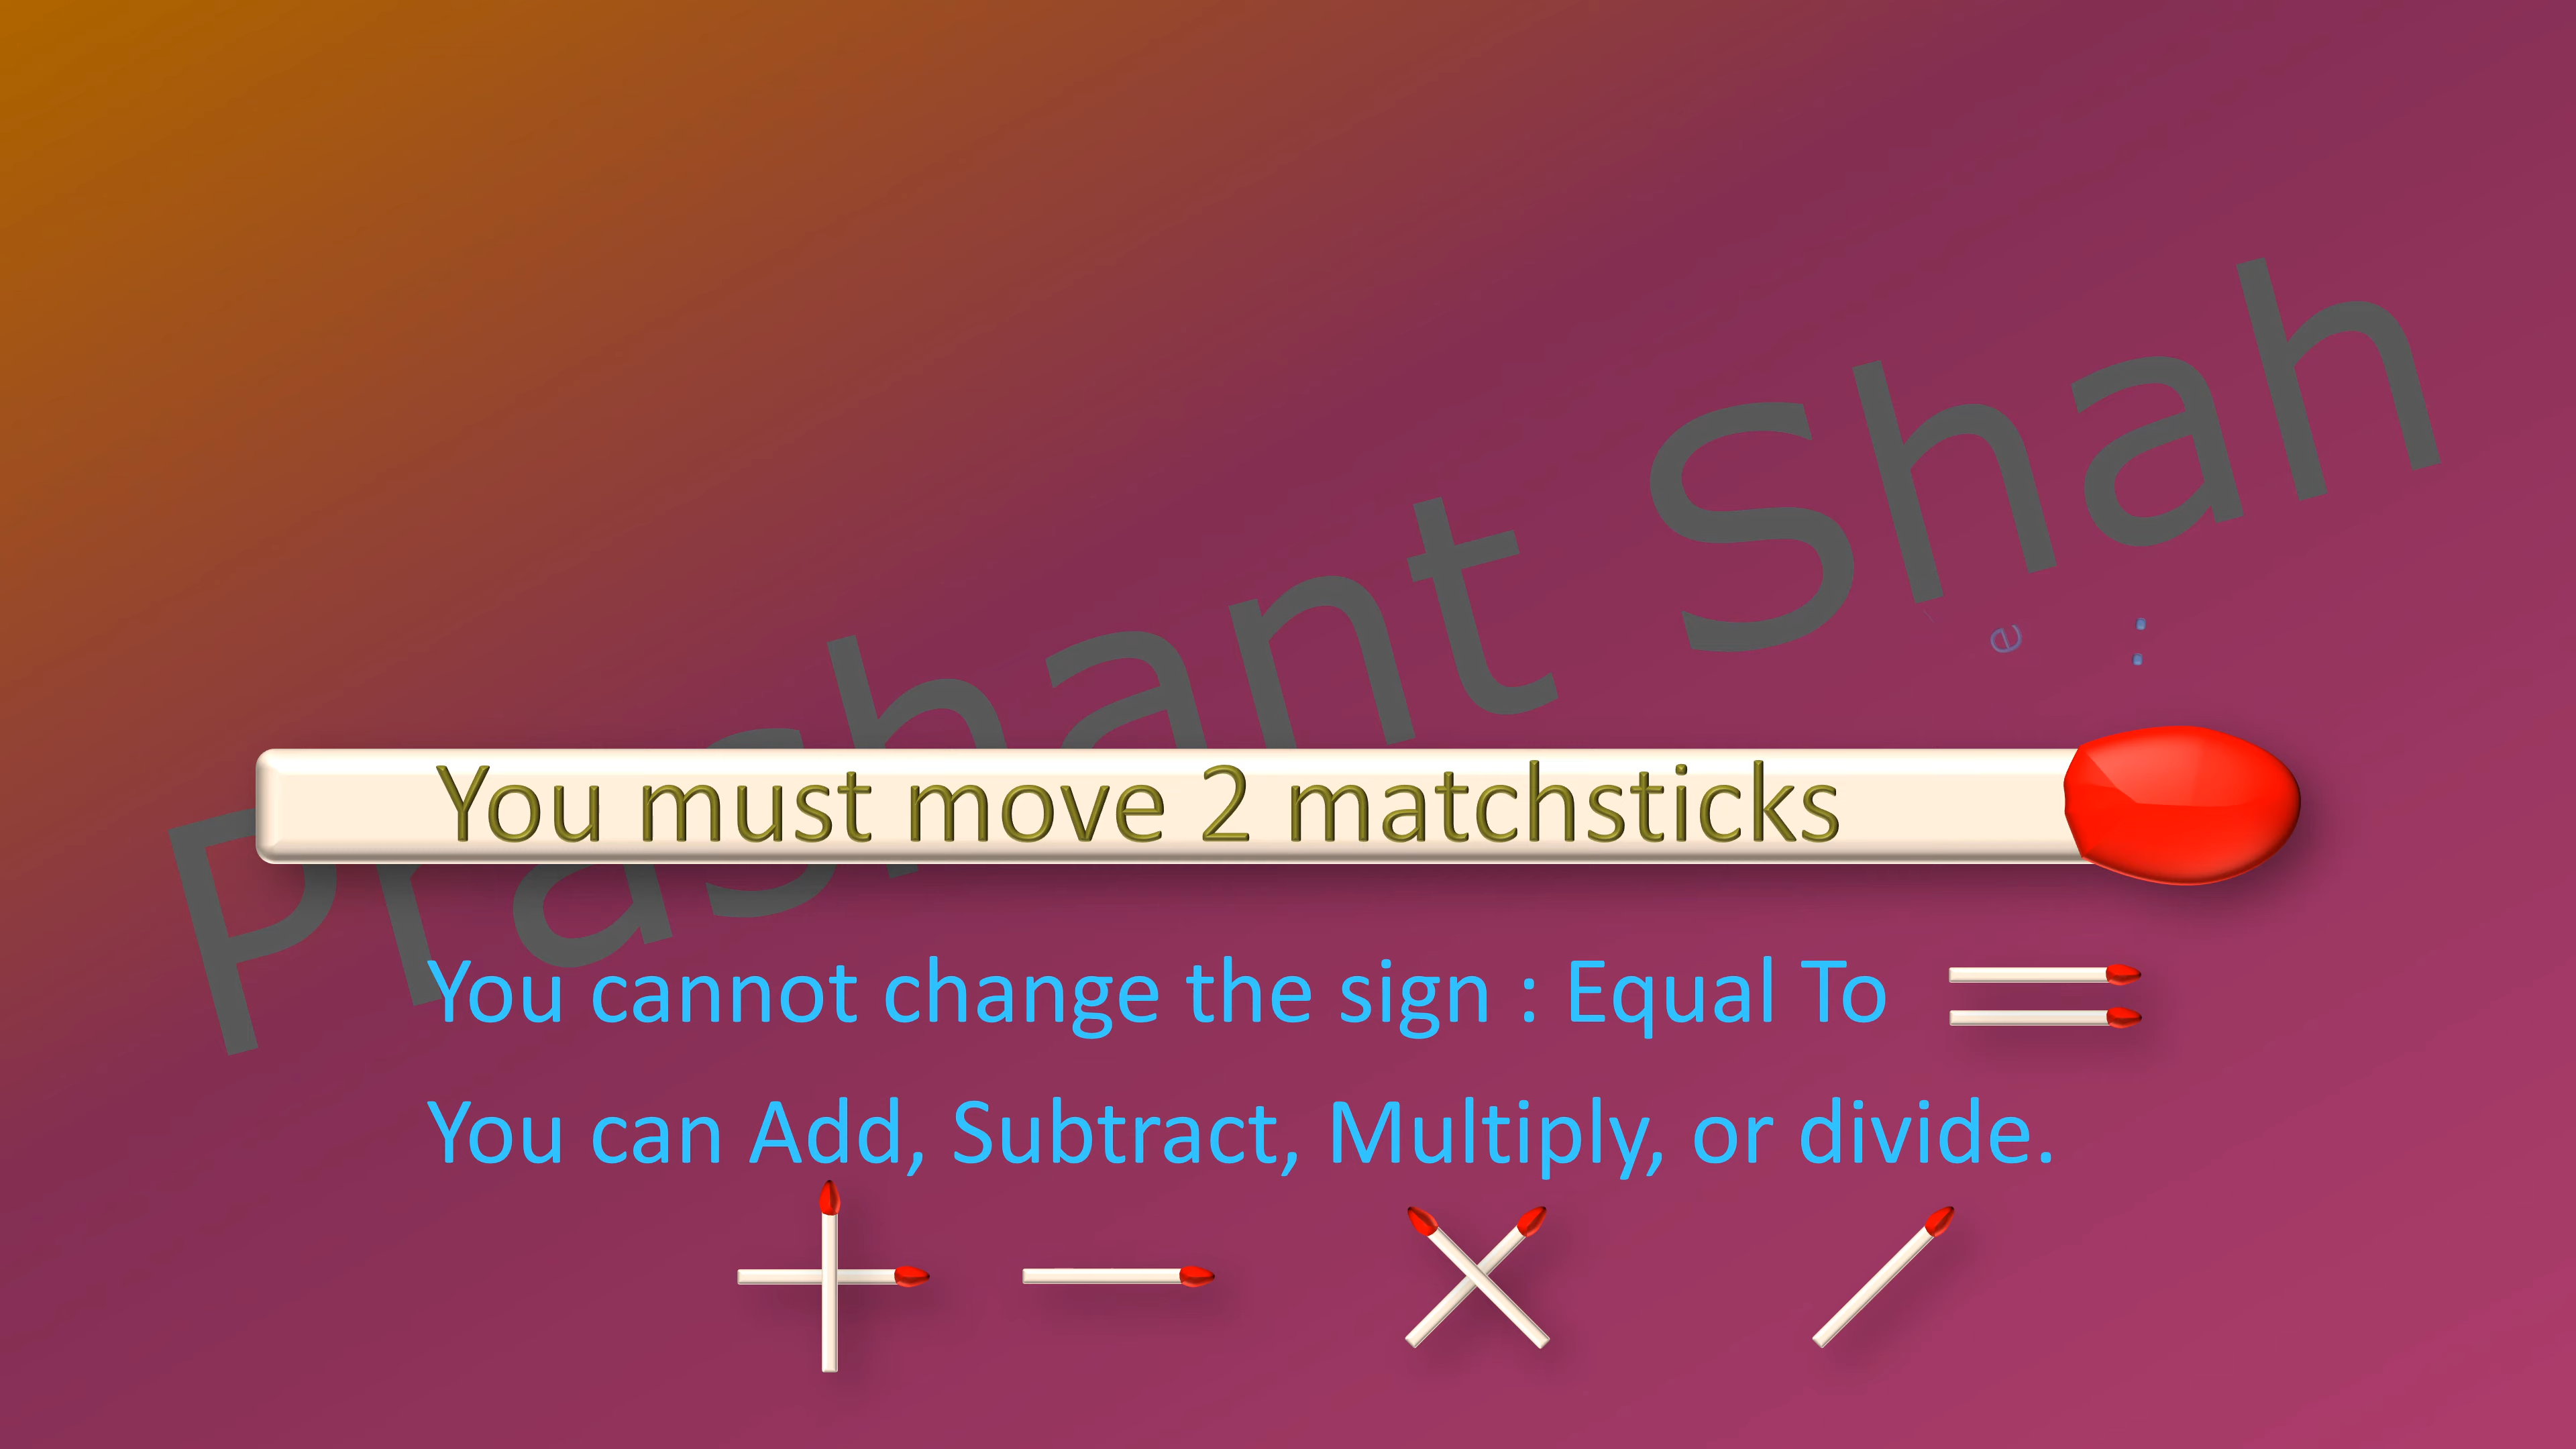 Prashant Shah
e :
You must move 2 matchsticks
You cannot change the sign : Equal To =
You can Add, Subtract, Multiply, or divide.
+ − × /